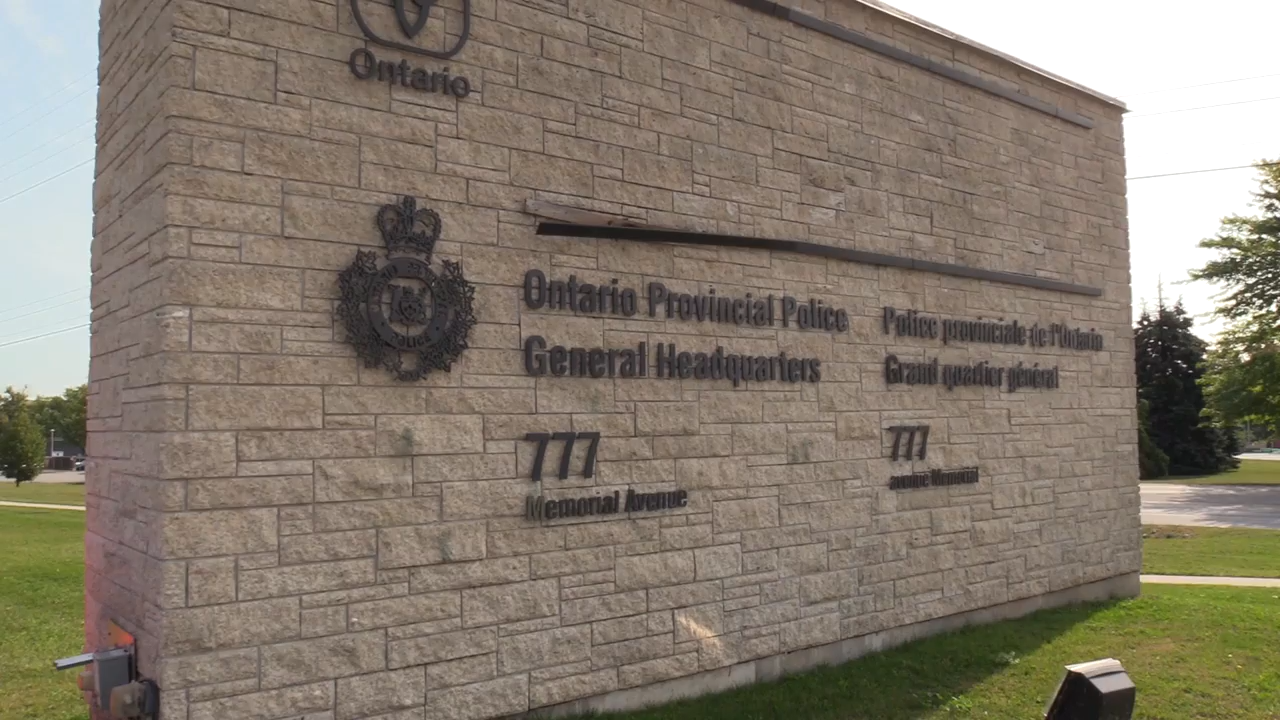 Ontario
Ontario Provincial Police
General Headquarters
777
Memorial Avenue
Police provinciale de l'Ontario
Grand quartier général
777
avenue Memorial
POLICE